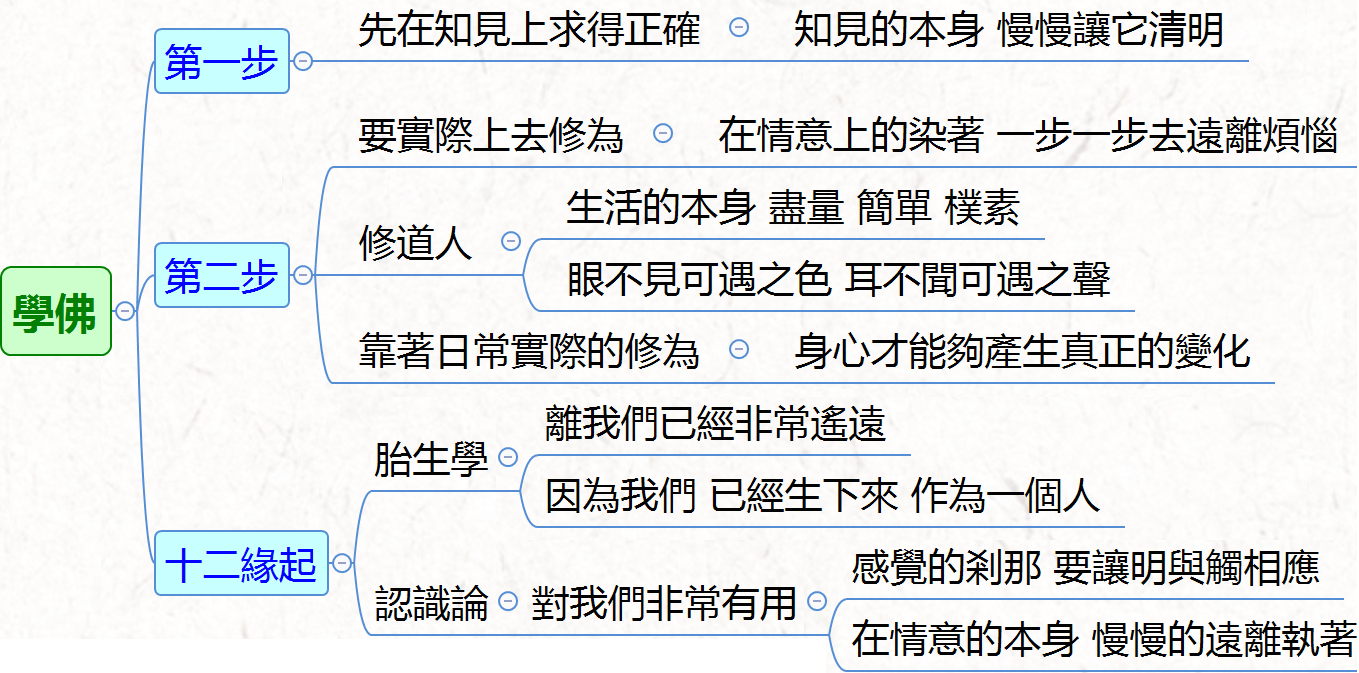 學佛
第一步
先在知見上求得正確
知見的本身 慢慢讓它清明
第二步
要實際上去修為
在情意上的染著 一步一步去遠離煩惱
修道人
生活的本身 盡量 簡單 樸素
眼不見可遇之色 耳不聞可遇之聲
靠著日常實際的修為
身心才能夠產生真正的變化
十二緣起
胎生學
離我們已經非常遙遠
因為我們 已經生下來 作為一個人
認識論
對我們非常有用
感覺的剎那 要讓明與觸相應
在情意的本身 慢慢的遠離執著